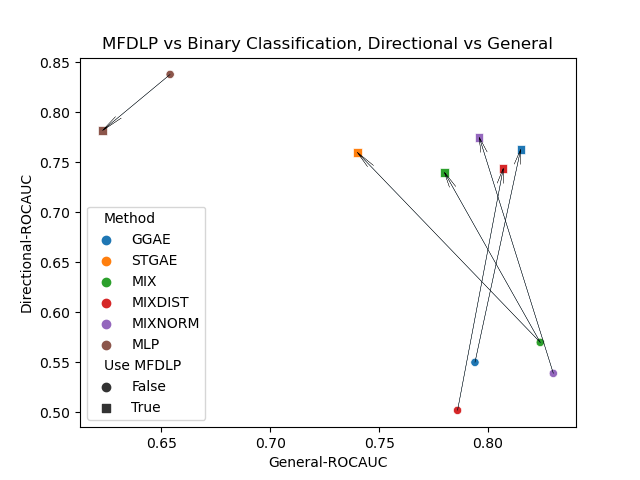 MFDLP vs Binary Classification, Directional vs General
0.85
0.80
0.75
0.70
0.65
0.60
0.55
0.50
Directional-ROCAUC
Method
GGAE
STGAE
MIX
MIXDIST
MIXNORM
MLP
Use MFDLP
False
True
0.65 0.70 0.75 0.80
General-ROCAUC